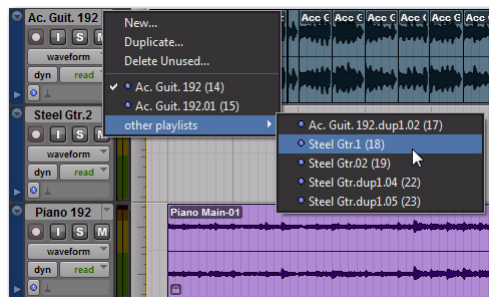 Ac. Guit. 192
I S M
waveform
dyn read
New...
Duplicate...
Delete Unused...
Ac. Guit. 192 (14)
Ac. Guit. 192.01 (15)
other playlists
Acc G Acc G Acc G Acc G Acc G Acc G
Steel Gtr.2
I S M
waveform
dyn read
Ac. Guit. 192.dup1.02 (17)
Steel Gtr.1 (18)
Steel Gtr.02 (19)
Steel Gtr.dup1.04 (22)
Steel Gtr.dup1.05 (23)
Piano 192
I S M
waveform
dyn read
Piano Main-01